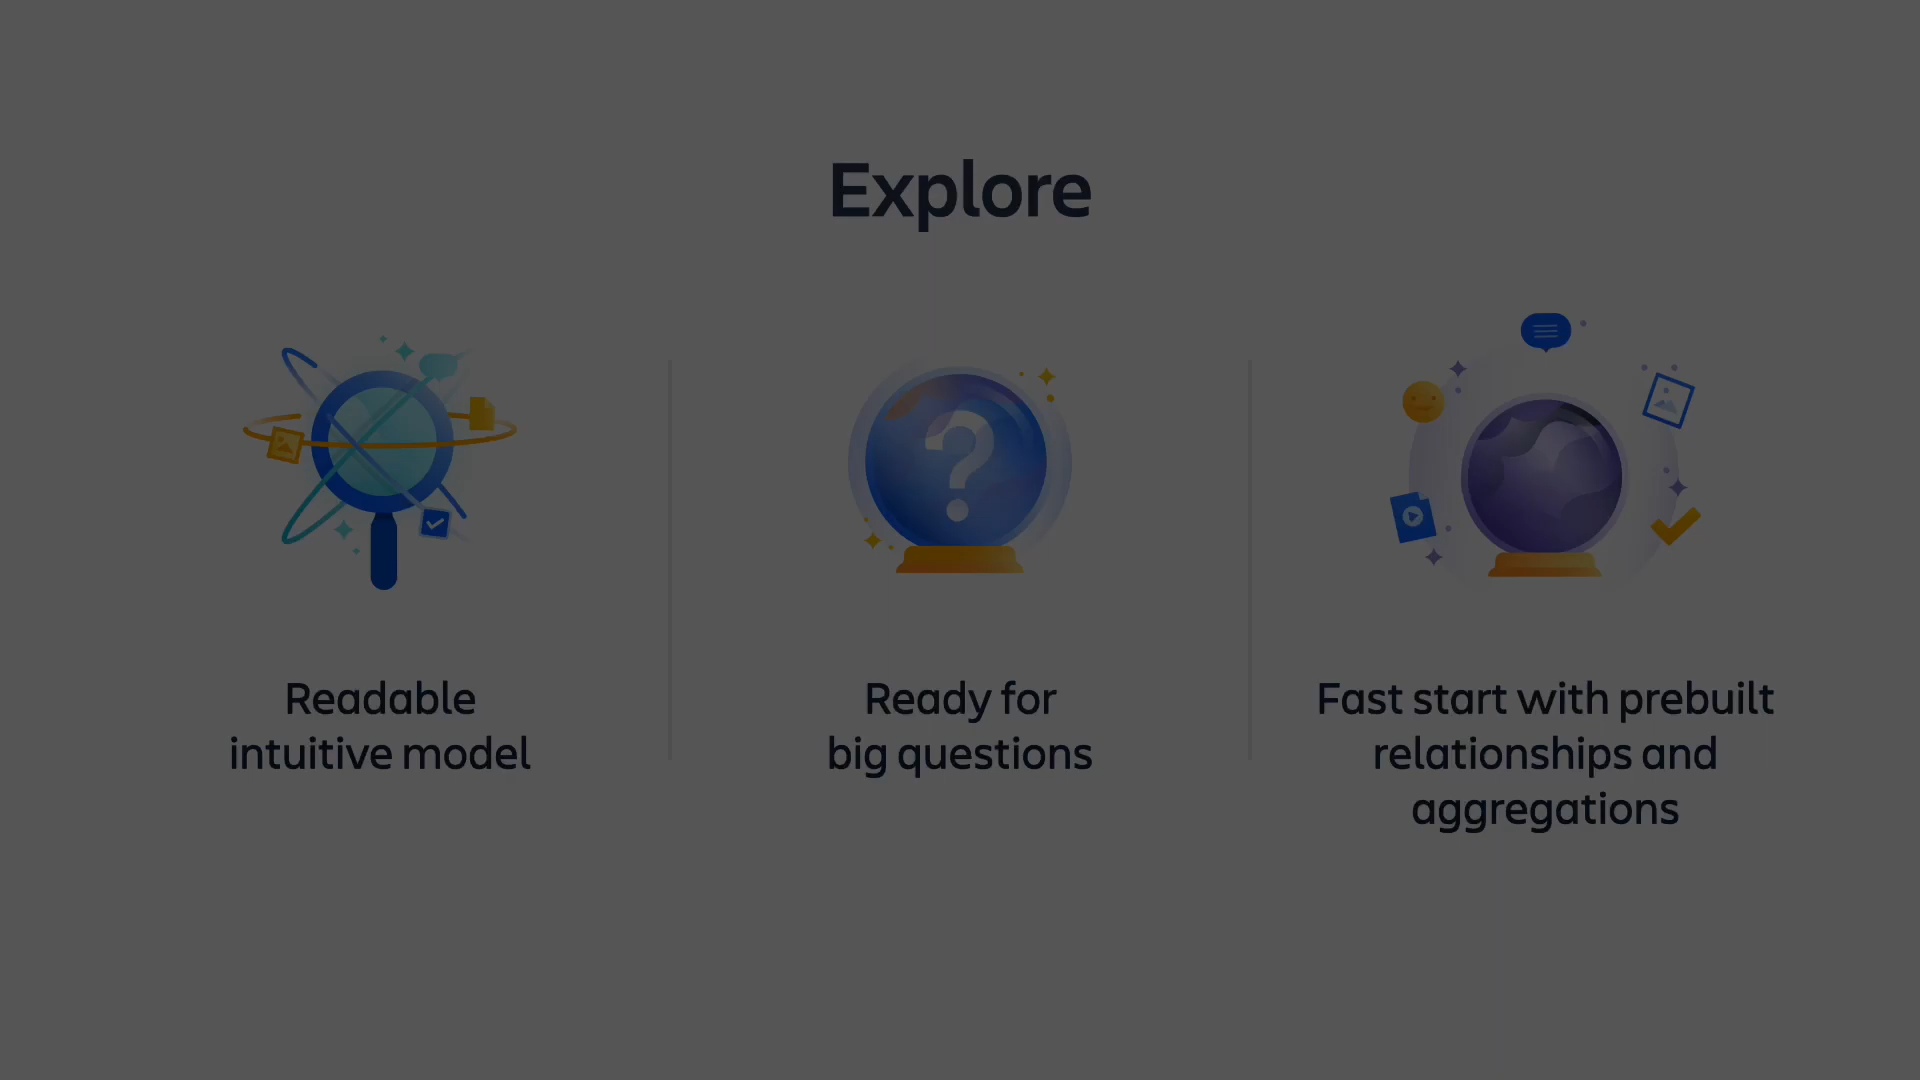 Explore
Readable
intuitive model
Ready for
big questions
Fast start with prebuilt
relationships and
aggregations